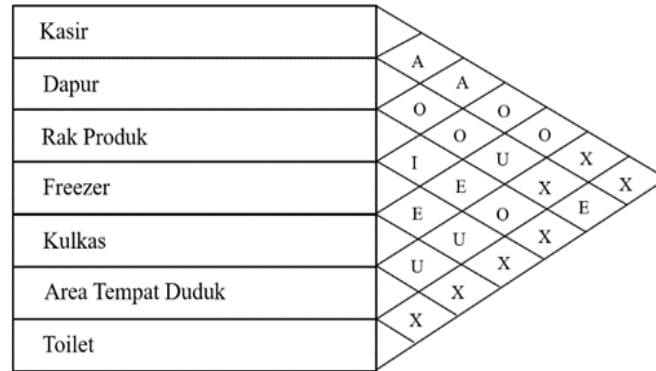 Kasir
Dapur
Rak Produk
Freezer
Kulkas
Area Tempat Duduk
Toilet
A
A
O O
O O
I U X
E X X
E O E
U X
U X
X
X